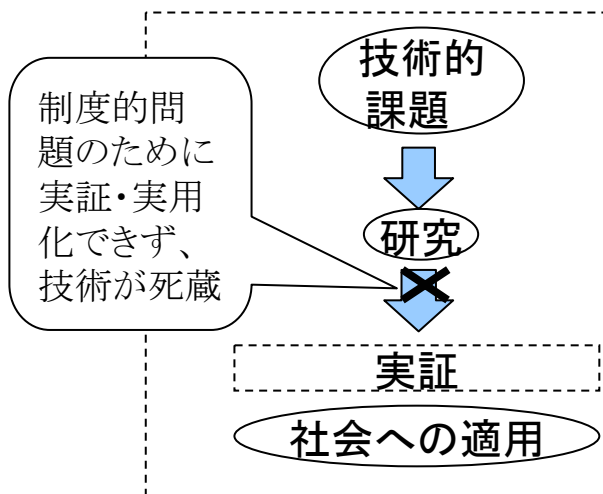 技術的
課題
制度的問
題のために
実証・実用
化できず、
技術が死蔵
研究
実証
社会への適用